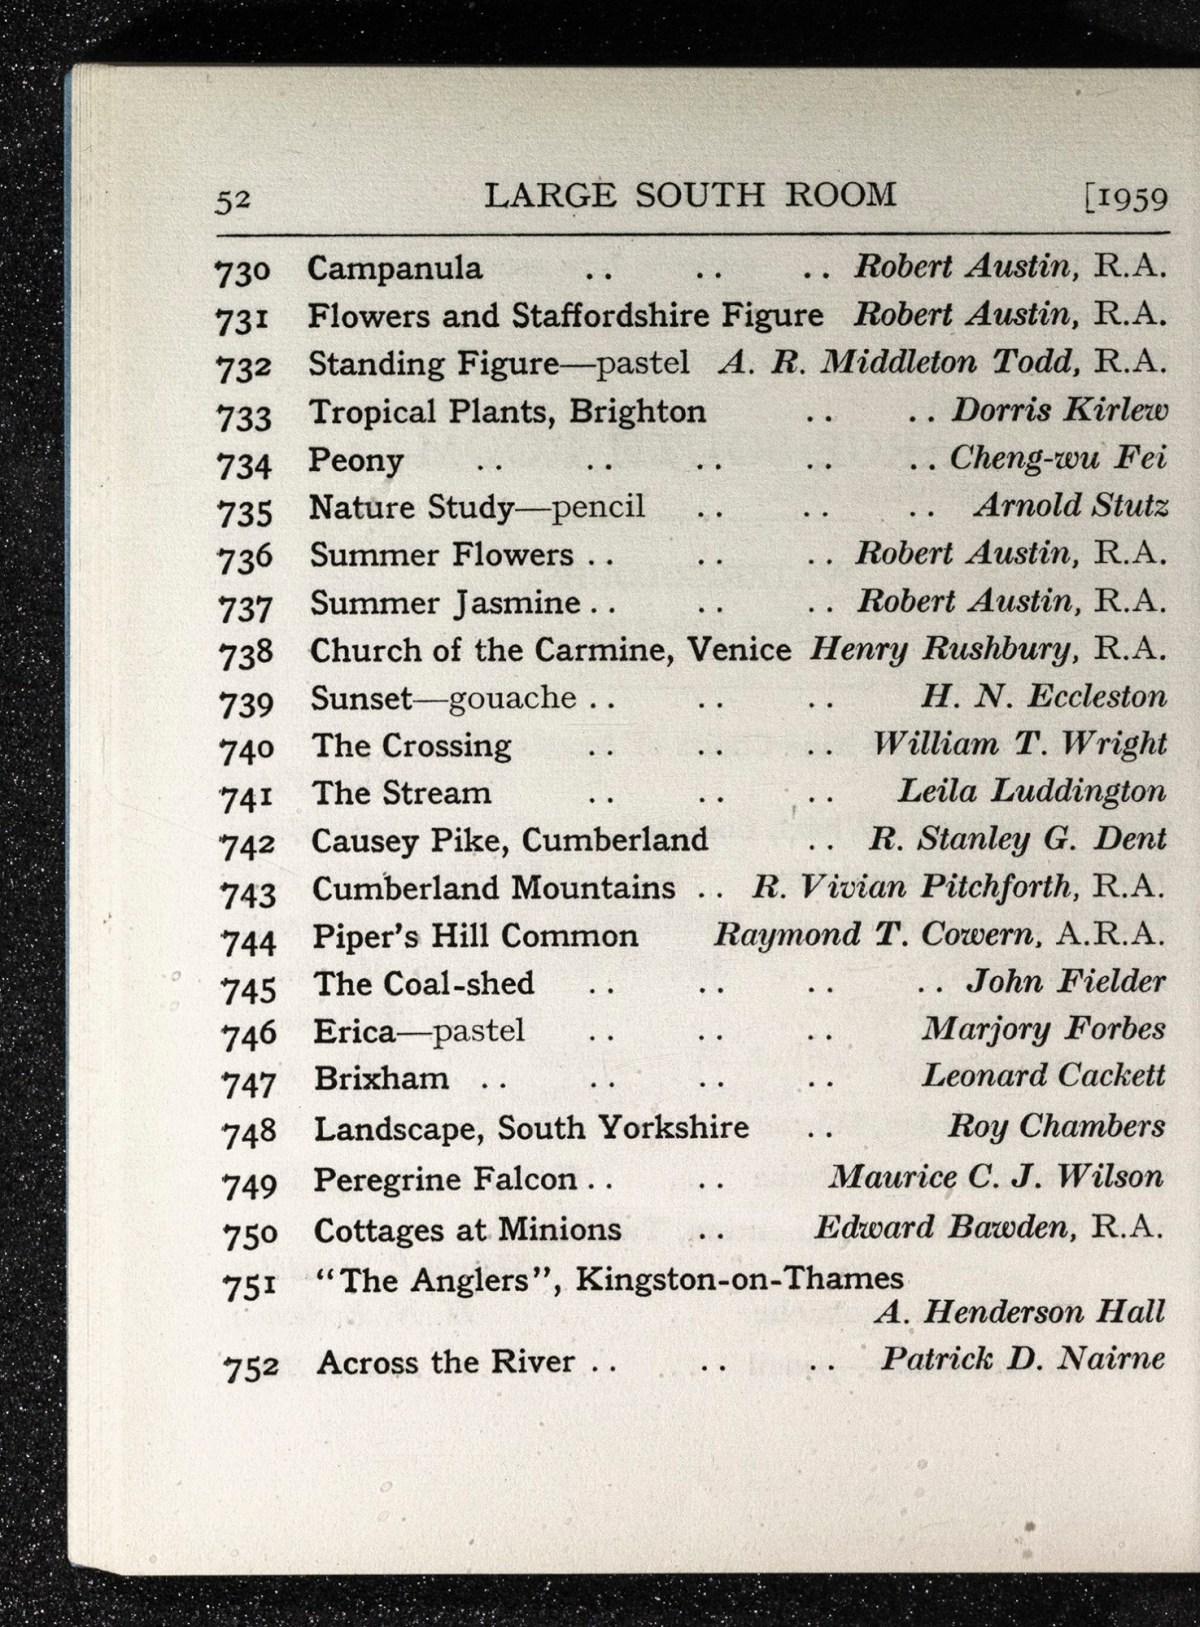 52 LARGE SOUTH ROOM [1959
730 Campanula .. .. .. Robert Austin, R.A.
731 Flowers and Staffordshire Figure Robert Austin, R.A.
732 Standing Figure—pastel A. R. Middleton Todd, R.A.
733 Tropical Plants, Brighton .. .. Dorris Kirlew
734 Peony .. .. .. .. .. Cheng-wu Fei
735 Nature Study—pencil .. .. .. Arnold Stutz
736 Summer Flowers .. .. .. Robert Austin, R.A.
737 Summer Jasmine .. .. .. Robert Austin, R.A.
738 Church of the Carmine, Venice Henry Rushbury, R.A.
739 Sunset—gouache .. .. .. H. N. Eccleston
740 The Crossing .. .. .. William T. Wright
741 The Stream .. .. .. Leila Luddington
742 Causey Pike, Cumberland .. R. Stanley G. Dent
743 Cumberland Mountains .. R. Vivian Pitchforth, R.A.
744 Piper's Hill Common Raymond T. Cowern, A.R.A.
745 The Coal-shed .. .. .. .. John Fielder
746 Erica—pastel .. .. .. Marjory Forbes
747 Brixham .. .. .. .. Leonard Cackett
748 Landscape, South Yorkshire .. Roy Chambers
749 Peregrine Falcon .. .. Maurice C. J. Wilson
750 Cottages at Minions .. Edward Bawden, R.A.
751 "The Anglers", Kingston-on-Thames
A. Henderson Hall
752 Across the River .. .. .. Patrick D. Nairne